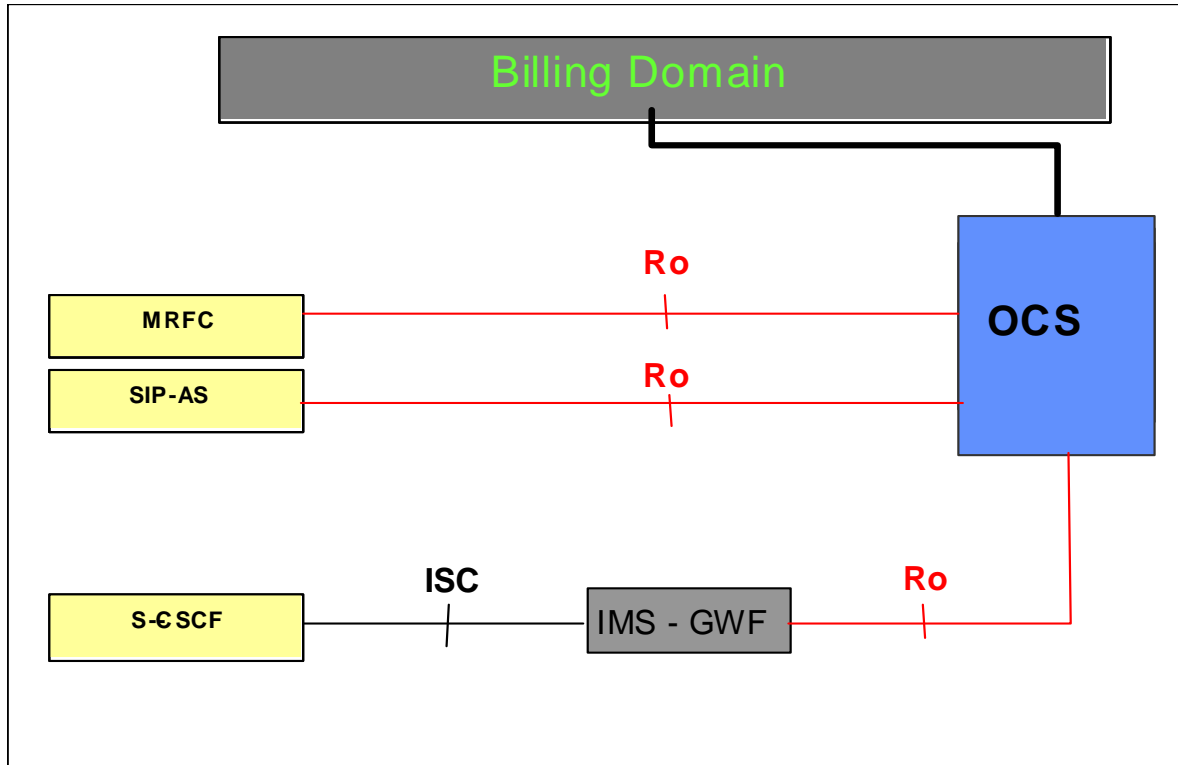 Billing Domain
Ro
MRFC
OCS
Ro
SIP-AS
ISC
Ro
S-CSCF
IMS - GWF